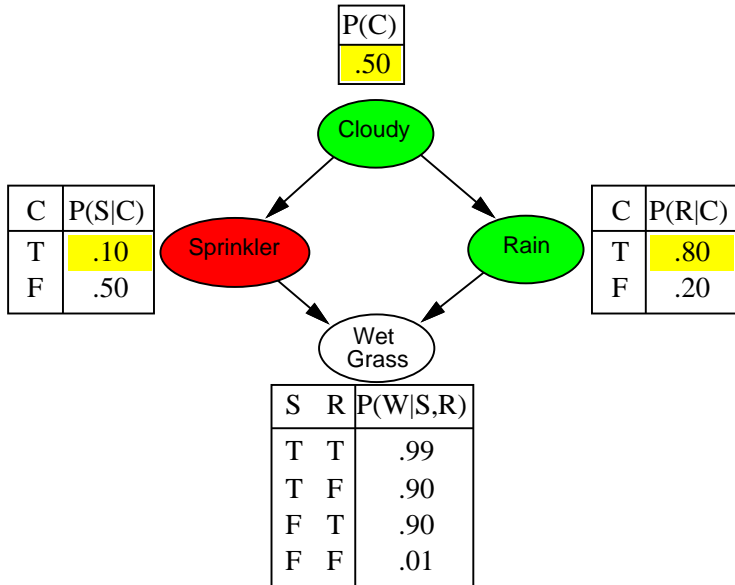 P(C)
.50
Cloudy
C P(S|C)
T .10
F .50
Sprinkler
Rain
C P(R|C)
T .80
F .20
Wet
Grass
S R P(W|S,R)
T T .99
T F .90
F T .90
F F .01